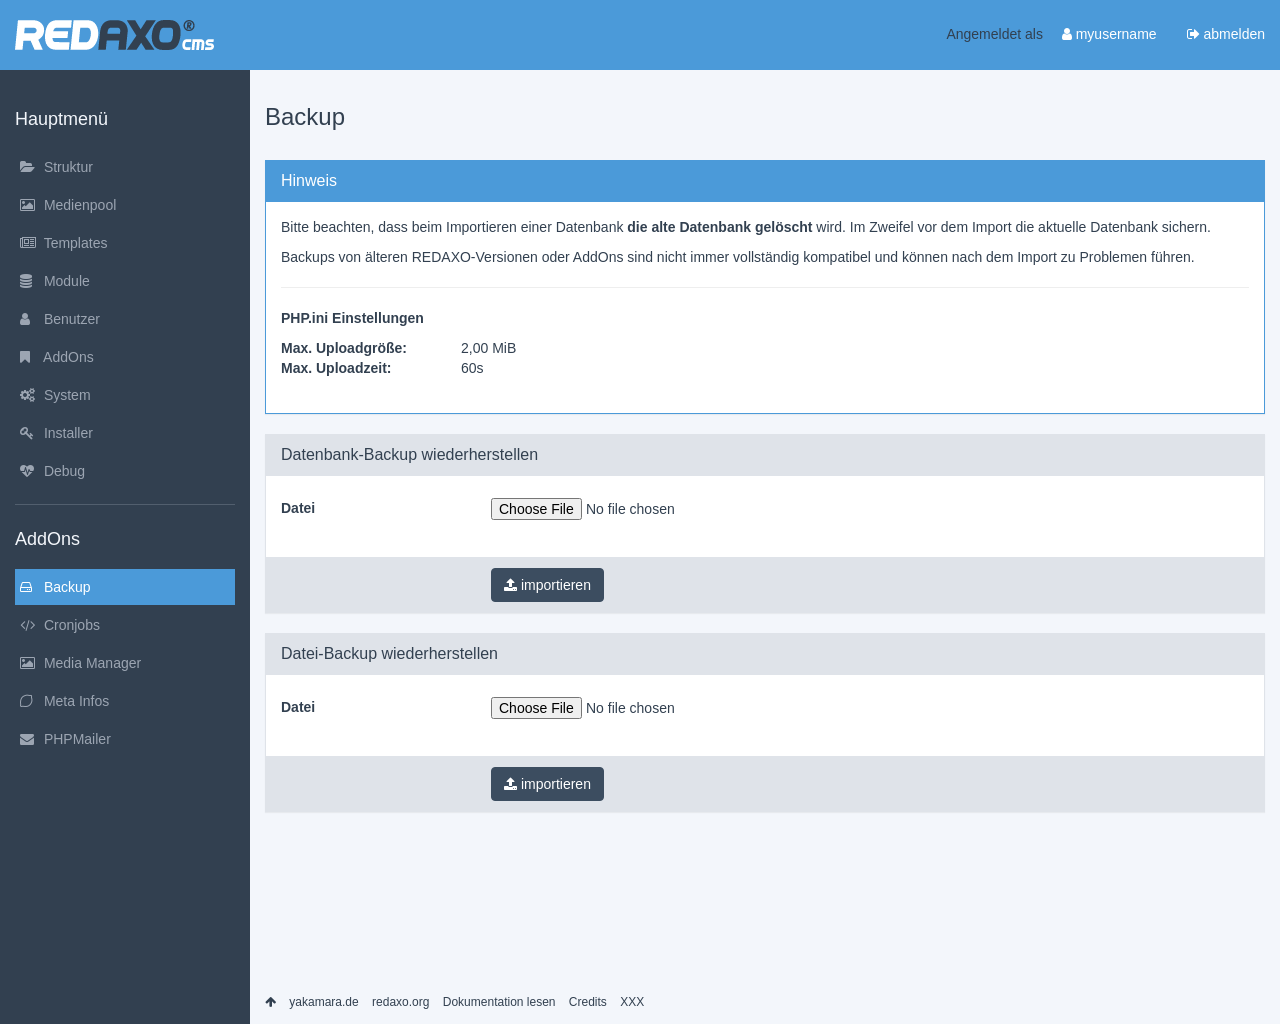 REDAXO® cms
Angemeldet als myusername abmelden
Hauptmenü
Struktur
Medienpool
Templates
Module
Benutzer
AddOns
System
Installer
Debug
AddOns
Backup
Cronjobs
Media Manager
Meta Infos
PHPMailer
Backup
Hinweis
Bitte beachten, dass beim Importieren einer Datenbank die alte Datenbank gelöscht wird. Im Zweifel vor dem Import die aktuelle Datenbank sichern.
Backups von älteren REDAXO-Versionen oder AddOns sind nicht immer vollständig kompatibel und können nach dem Import zu Problemen führen.
PHP.ini Einstellungen
Max. Uploadgröße: 2,00 MiB
Max. Uploadzeit: 60s
Datenbank-Backup wiederherstellen
Datei Choose File No file chosen
importieren
Datei-Backup wiederherstellen
Datei Choose File No file chosen
importieren
yakamara.de redaxo.org Dokumentation lesen Credits XXX